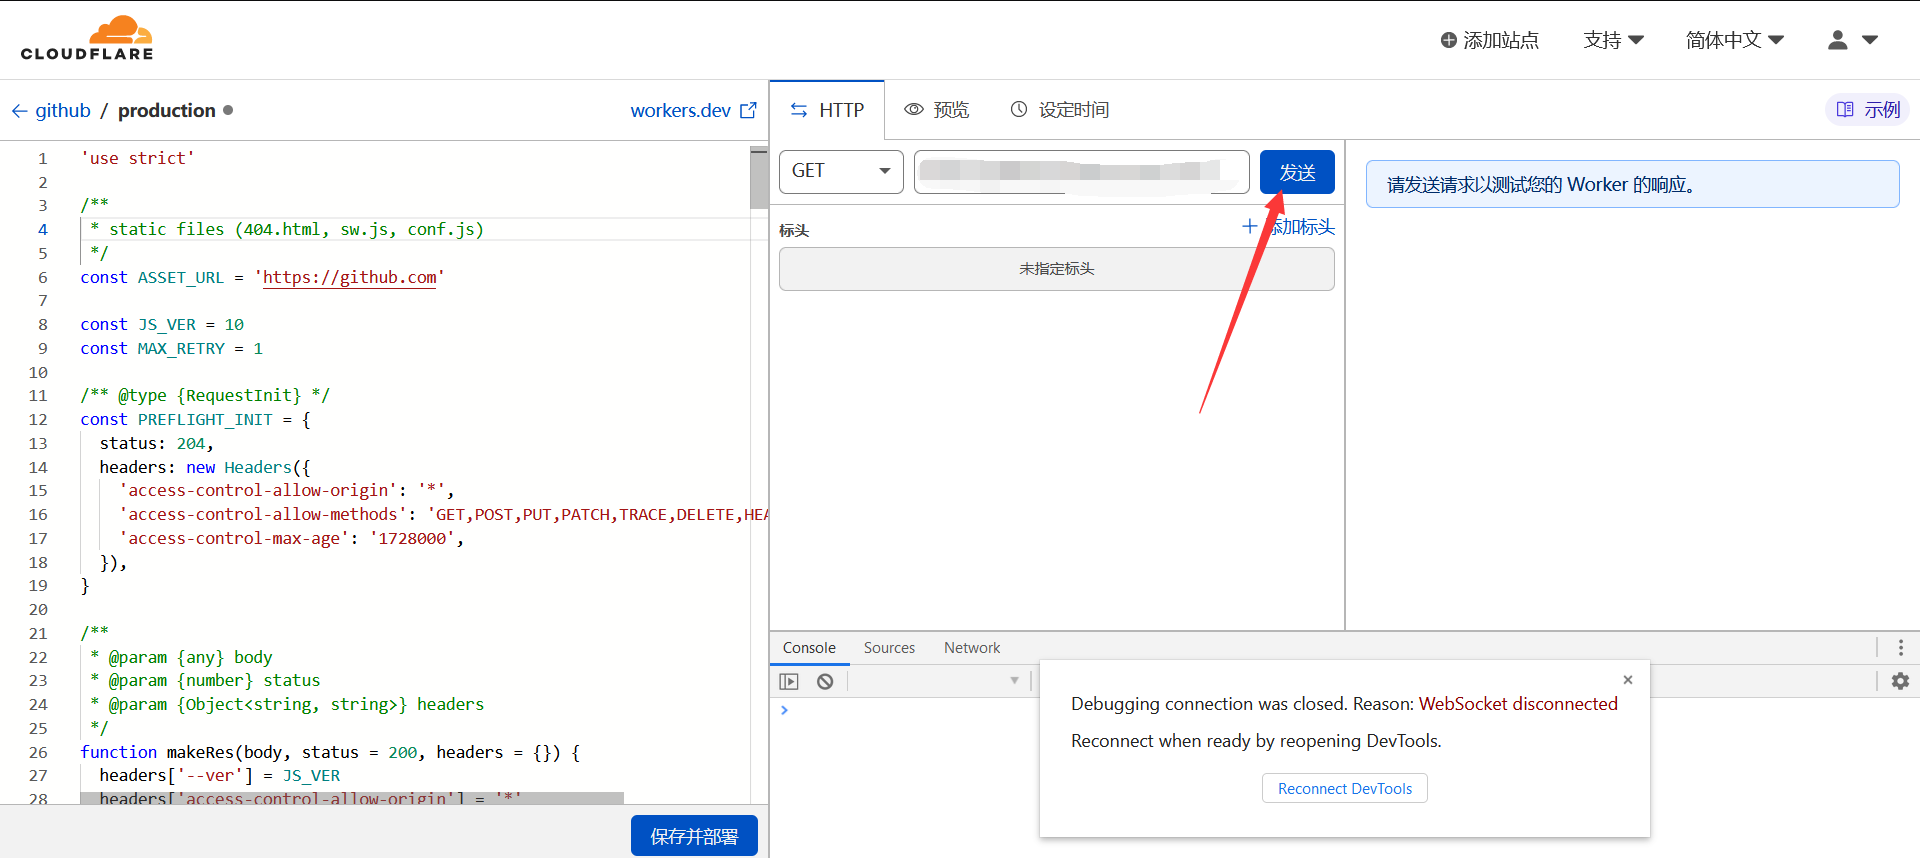 CLOUDFLARE
添加站点
支持
简体中文
github / production
workers.dev
HTTP
预览
设定时间
示例
1 'use strict'
2
3 /**
4 * static files (404.html, sw.js, conf.js)
5 */
6 const ASSET_URL = 'https://github.com'
7
8 const JS_VER = 10
9 const MAX_RETRY = 1
10
11 /** @type {RequestInit} */
12 const PREFLIGHT_INIT = {
13 status: 204,
14 headers: new Headers({
15 'access-control-allow-origin': '*',
16 'access-control-allow-methods': 'GET,POST,PUT,PATCH,TRACE,DELETE,HEA
17 'access-control-max-age': '1728000',
18 }),
19 }
20
21 /**
22 * @param {any} body
23 * @param {number} status
24 * @param {Object<string, string>} headers
25 */
26 function makeRes(body, status = 200, headers = {}) {
27 headers['--ver'] = JS_VER
28 headers['access-control-allow-origin'] = '*'
保存并部署
GET
发送
标头
添加标头
未指定标头
请发送请求以测试您的 Worker 的响应。
Console
Sources
Network
Debugging connection was closed. Reason: WebSocket disconnected
Reconnect when ready by reopening DevTools.
Reconnect DevTools